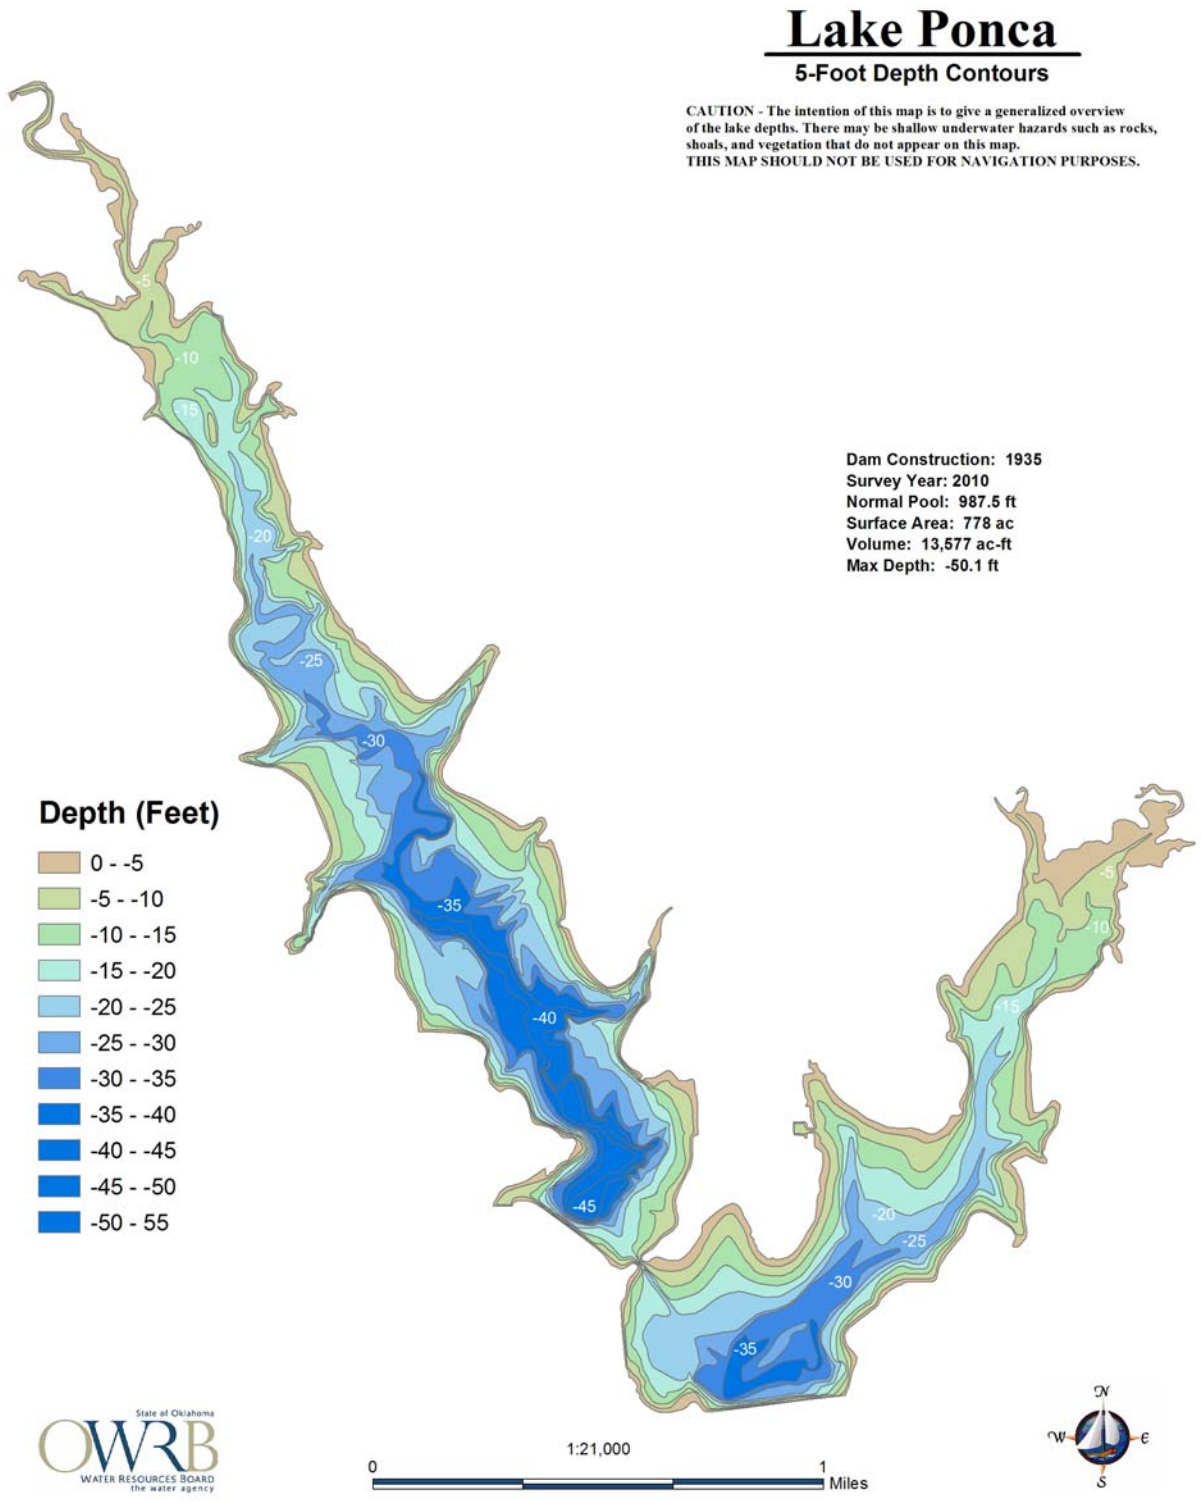 Lake Ponca
5-Foot Depth Contours
CAUTION - The intention of this map is to give a generalized overview
of the lake depths. There may be shallow underwater hazards such as rocks,
shoals, and vegetation that do not appear on this map.
THIS MAP SHOULD NOT BE USED FOR NAVIGATION PURPOSES.
-5
-10
-15
Dam Construction: 1935
Survey Year: 2010
Normal Pool: 987.5 ft
Surface Area: 778 ac
Volume: 13,577 ac-ft
Max Depth: -50.1 ft
-20
-25
-30
-35
-40
-45
-5
-10
-15
-20
-25
-30
-35
Depth (Feet)
0 - -5
-5 - -10
-10 - -15
-15 - -20
-20 - -25
-25 - -30
-30 - -35
-35 - -40
-40 - -45
-45 - -50
-50 - 55
State of Oklahoma
OWRB
WATER RESOURCES BOARD
the water agency
1:21,000
0 1
Miles
N
W E
S